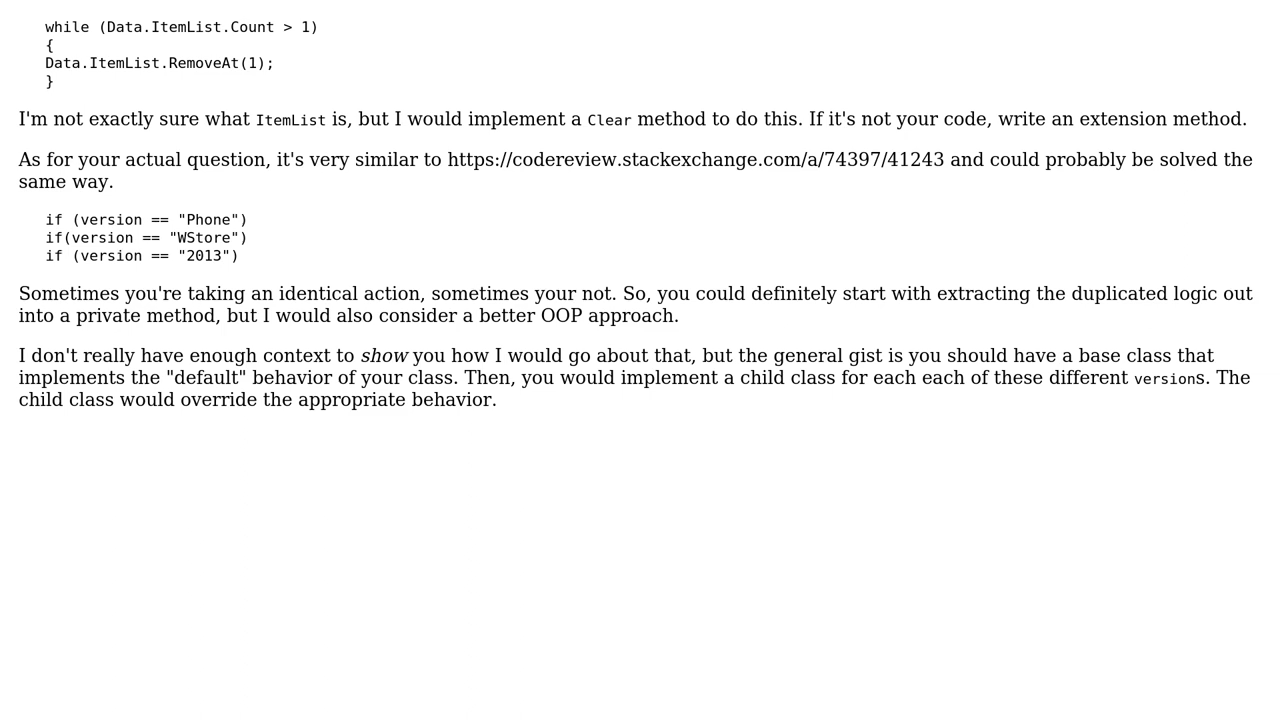 while (Data.ItemList.Count > 1)
{
Data.ItemList.RemoveAt(1);
}
I'm not exactly sure what ItemList is, but I would implement a Clear method to do this. If it's not your code, write an extension method.
As for your actual question, it's very similar to https://codereview.stackexchange.com/a/74397/41243 and could probably be solved the
same way.
if (version == "Phone")
if(version == "WStore")
if (version == "2013")
Sometimes you're taking an identical action, sometimes your not. So, you could definitely start with extracting the duplicated logic out
into a private method, but I would also consider a better OOP approach.
I don't really have enough context to show you how I would go about that, but the general gist is you should have a base class that
implements the "default" behavior of your class. Then, you would implement a child class for each each of these different versions. The
child class would override the appropriate behavior.